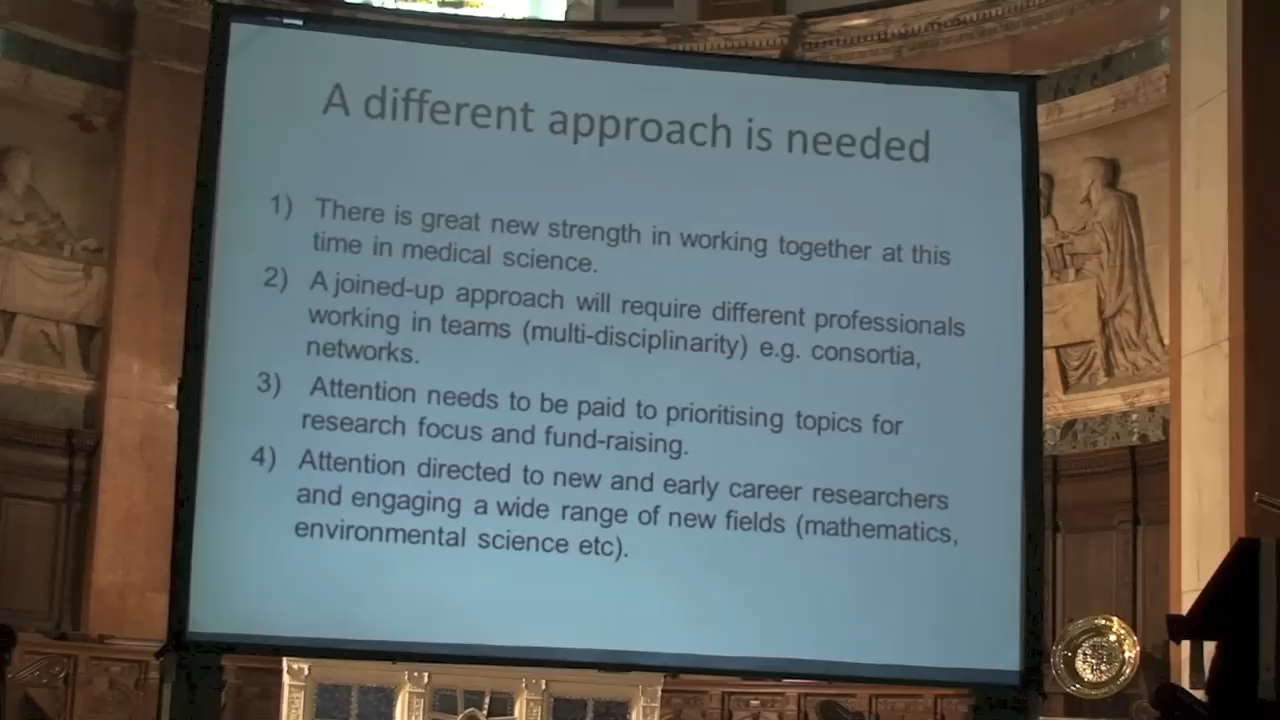 A different approach is needed
1) There is great new strength in working together at this
time in medical science.
2) A joined-up approach will require different professionals
working in teams (multi-disciplinarity) e.g. consortia,
networks.
3) Attention needs to be paid to prioritising topics for
research focus and fund-raising.
4) Attention directed to new and early career researchers
and engaging a wide range of new fields (mathematics,
environmental science etc).